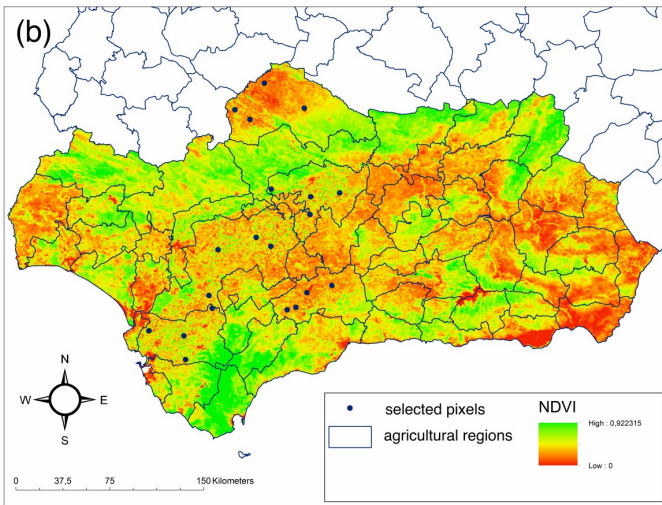 (b)
N
W E
S
0 37,5 75 150 Kilometers
selected pixels
agricultural regions
NDVI
High : 0,922315
Low : 0